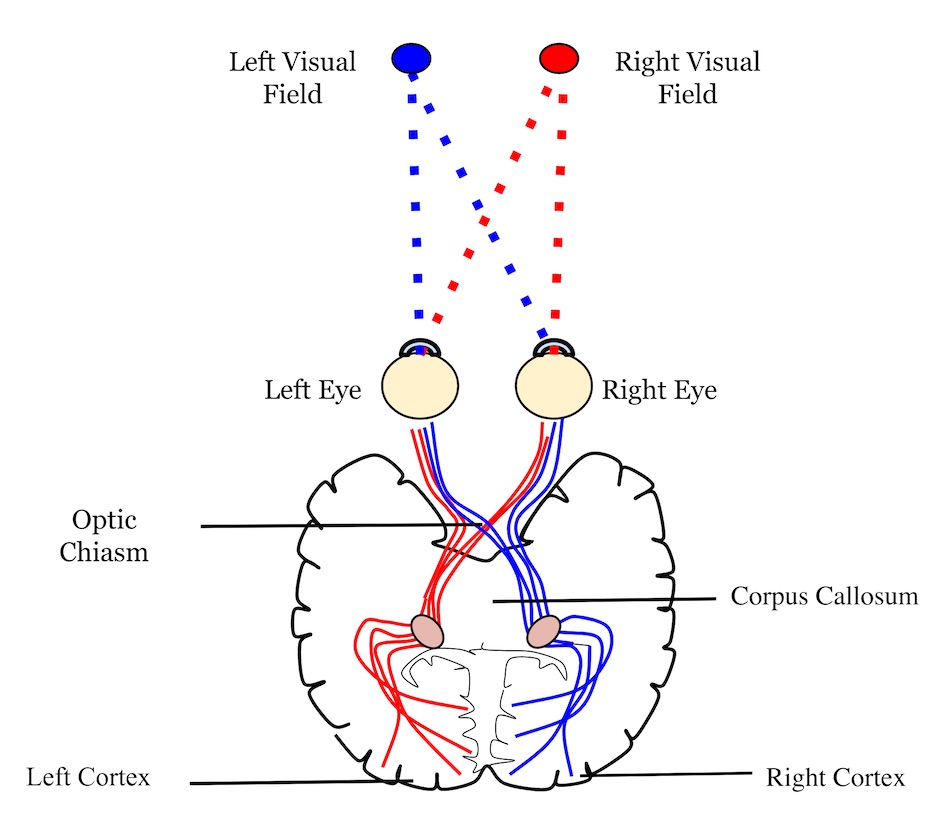 Left Visual
Field
Right Visual
Field
Left Eye
Right Eye
Optic
Chiasm
Corpus Callosum
Left Cortex
Right Cortex